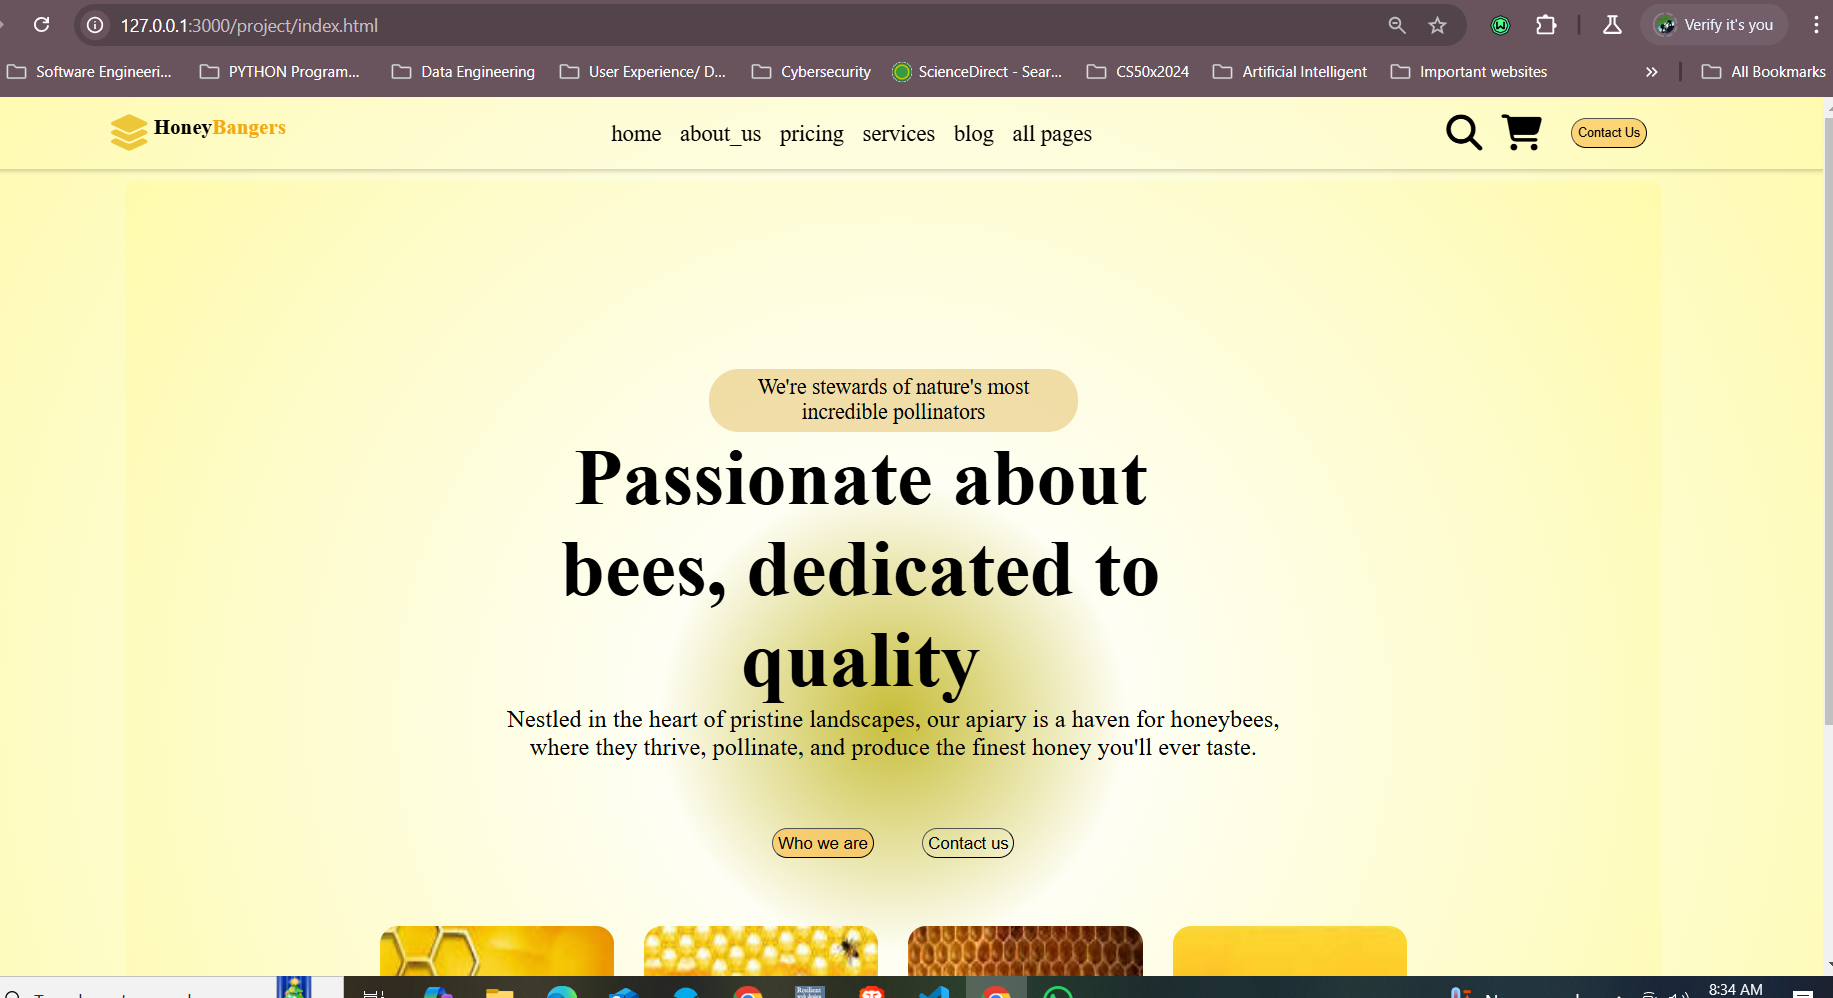 127.0.0.1:3000/project/index.html
Verify it's you
Software Engineeri...
PYTHON Program...
Data Engineering
User Experience/ D...
Cybersecurity
ScienceDirect - Sear...
CS50x2024
Artificial Intelligent
Important websites
»
All Bookmarks
HoneyBangers
home about_us pricing services blog all pages
Contact Us
We're stewards of nature's most
incredible pollinators
Passionate about
bees, dedicated to
quality
Nestled in the heart of pristine landscapes, our apiary is a haven for honeybees,
where they thrive, pollinate, and produce the finest honey you'll ever taste.
Who we are
Contact us
8:34 AM